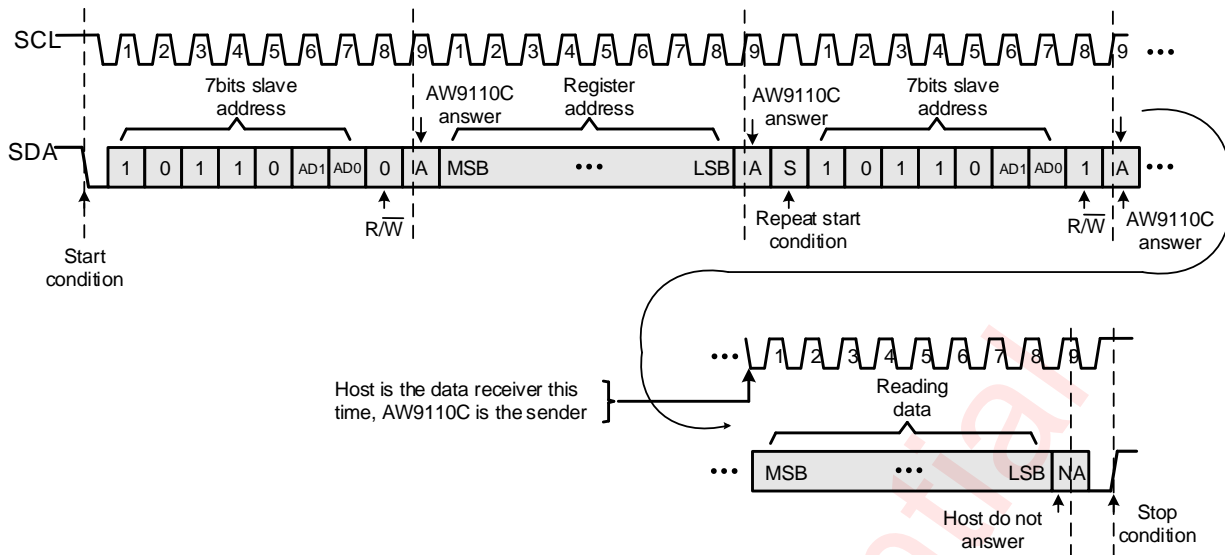 SCL 1 2 3 4 5 6 7 8 9 1 2 3 4 5 6 7 8 9 1 2 3 4 5 6 7 8 9 •••
7bits slave
address
AW9110C
answer
Register
address
AW9110C
answer
7bits slave
address
SDA 1 0 1 1 0 AD1 AD0 0 A MSB ••• LSB A S 1 0 1 1 0 AD1 AD0 1 A •••
Start
condition
R/W̅
Repeat start
condition
R/W̅
AW9110C
answer
••• 1 2 3 4 5 6 7 8 9
Host is the data receiver this
time, AW9110C is the sender
Reading
data
••• MSB ••• LSB NA
Host do not
answer
Stop
condition